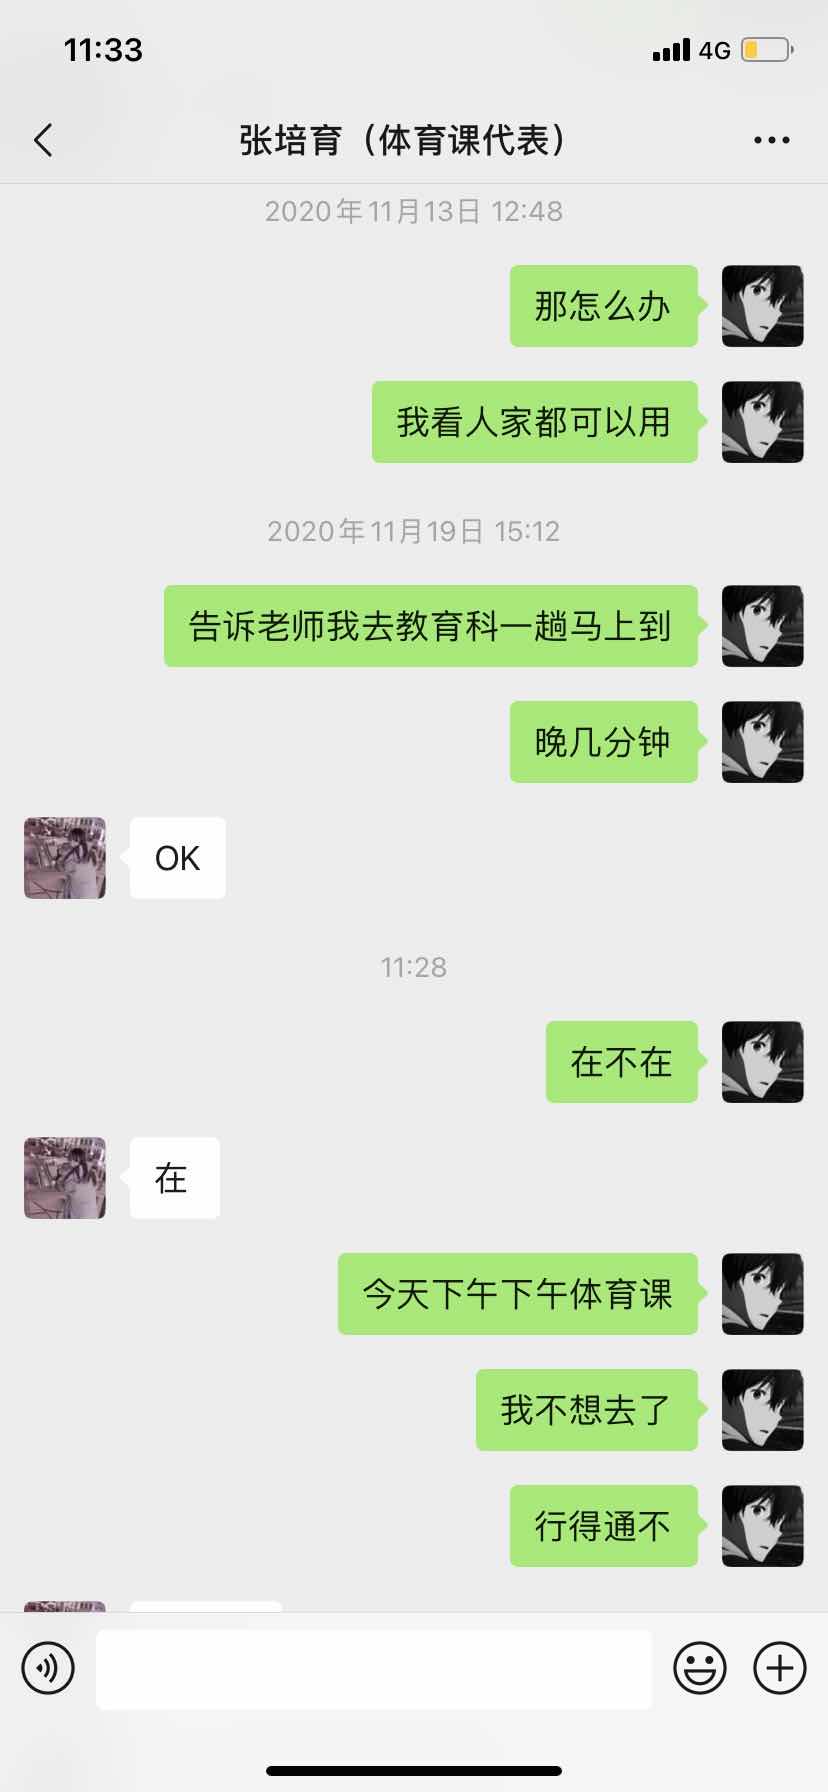 11:33
4G
张培育（体育课代表）
2020年11月13日 12:48
那怎么办
我看人家都可以用
2020年11月19日 15:12
告诉老师我去教育科一趟马上到
晚几分钟
OK
11:28
在不在
在
今天下午下午体育课
我不想去了
行得通不